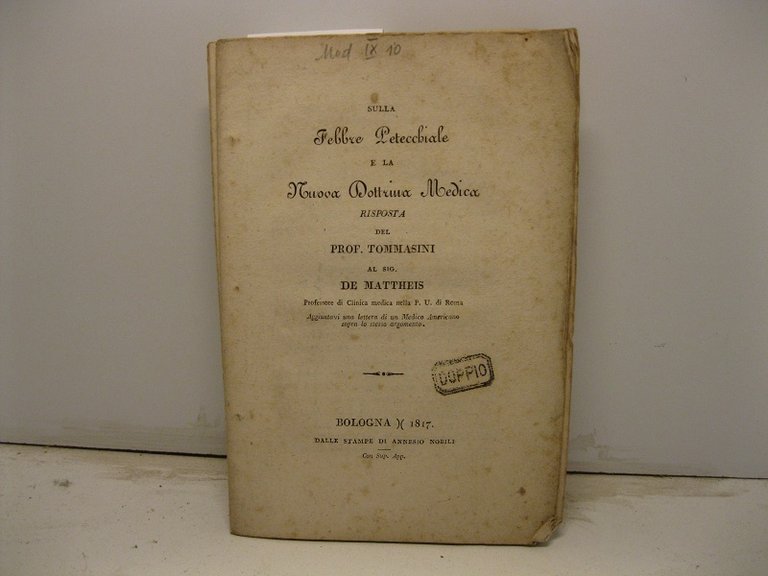 Med IX 10
SULLA
Febbre Petecchiale
E LA
Nuova Dottrina Medica
RISPOSTA
DEL
PROF. TOMMASINI
AL SIG.
DE MATTHEIS
Professore di Clinica medica nella P. U. di Roma
Aggiuntavi una lettera di un Medico Americano
sopra lo stesso argomento.
DOPPIO
BOLOGNA )( 1817.
DALLE STAMPE DI ANNESIO NOBILI
Con Sup. App.